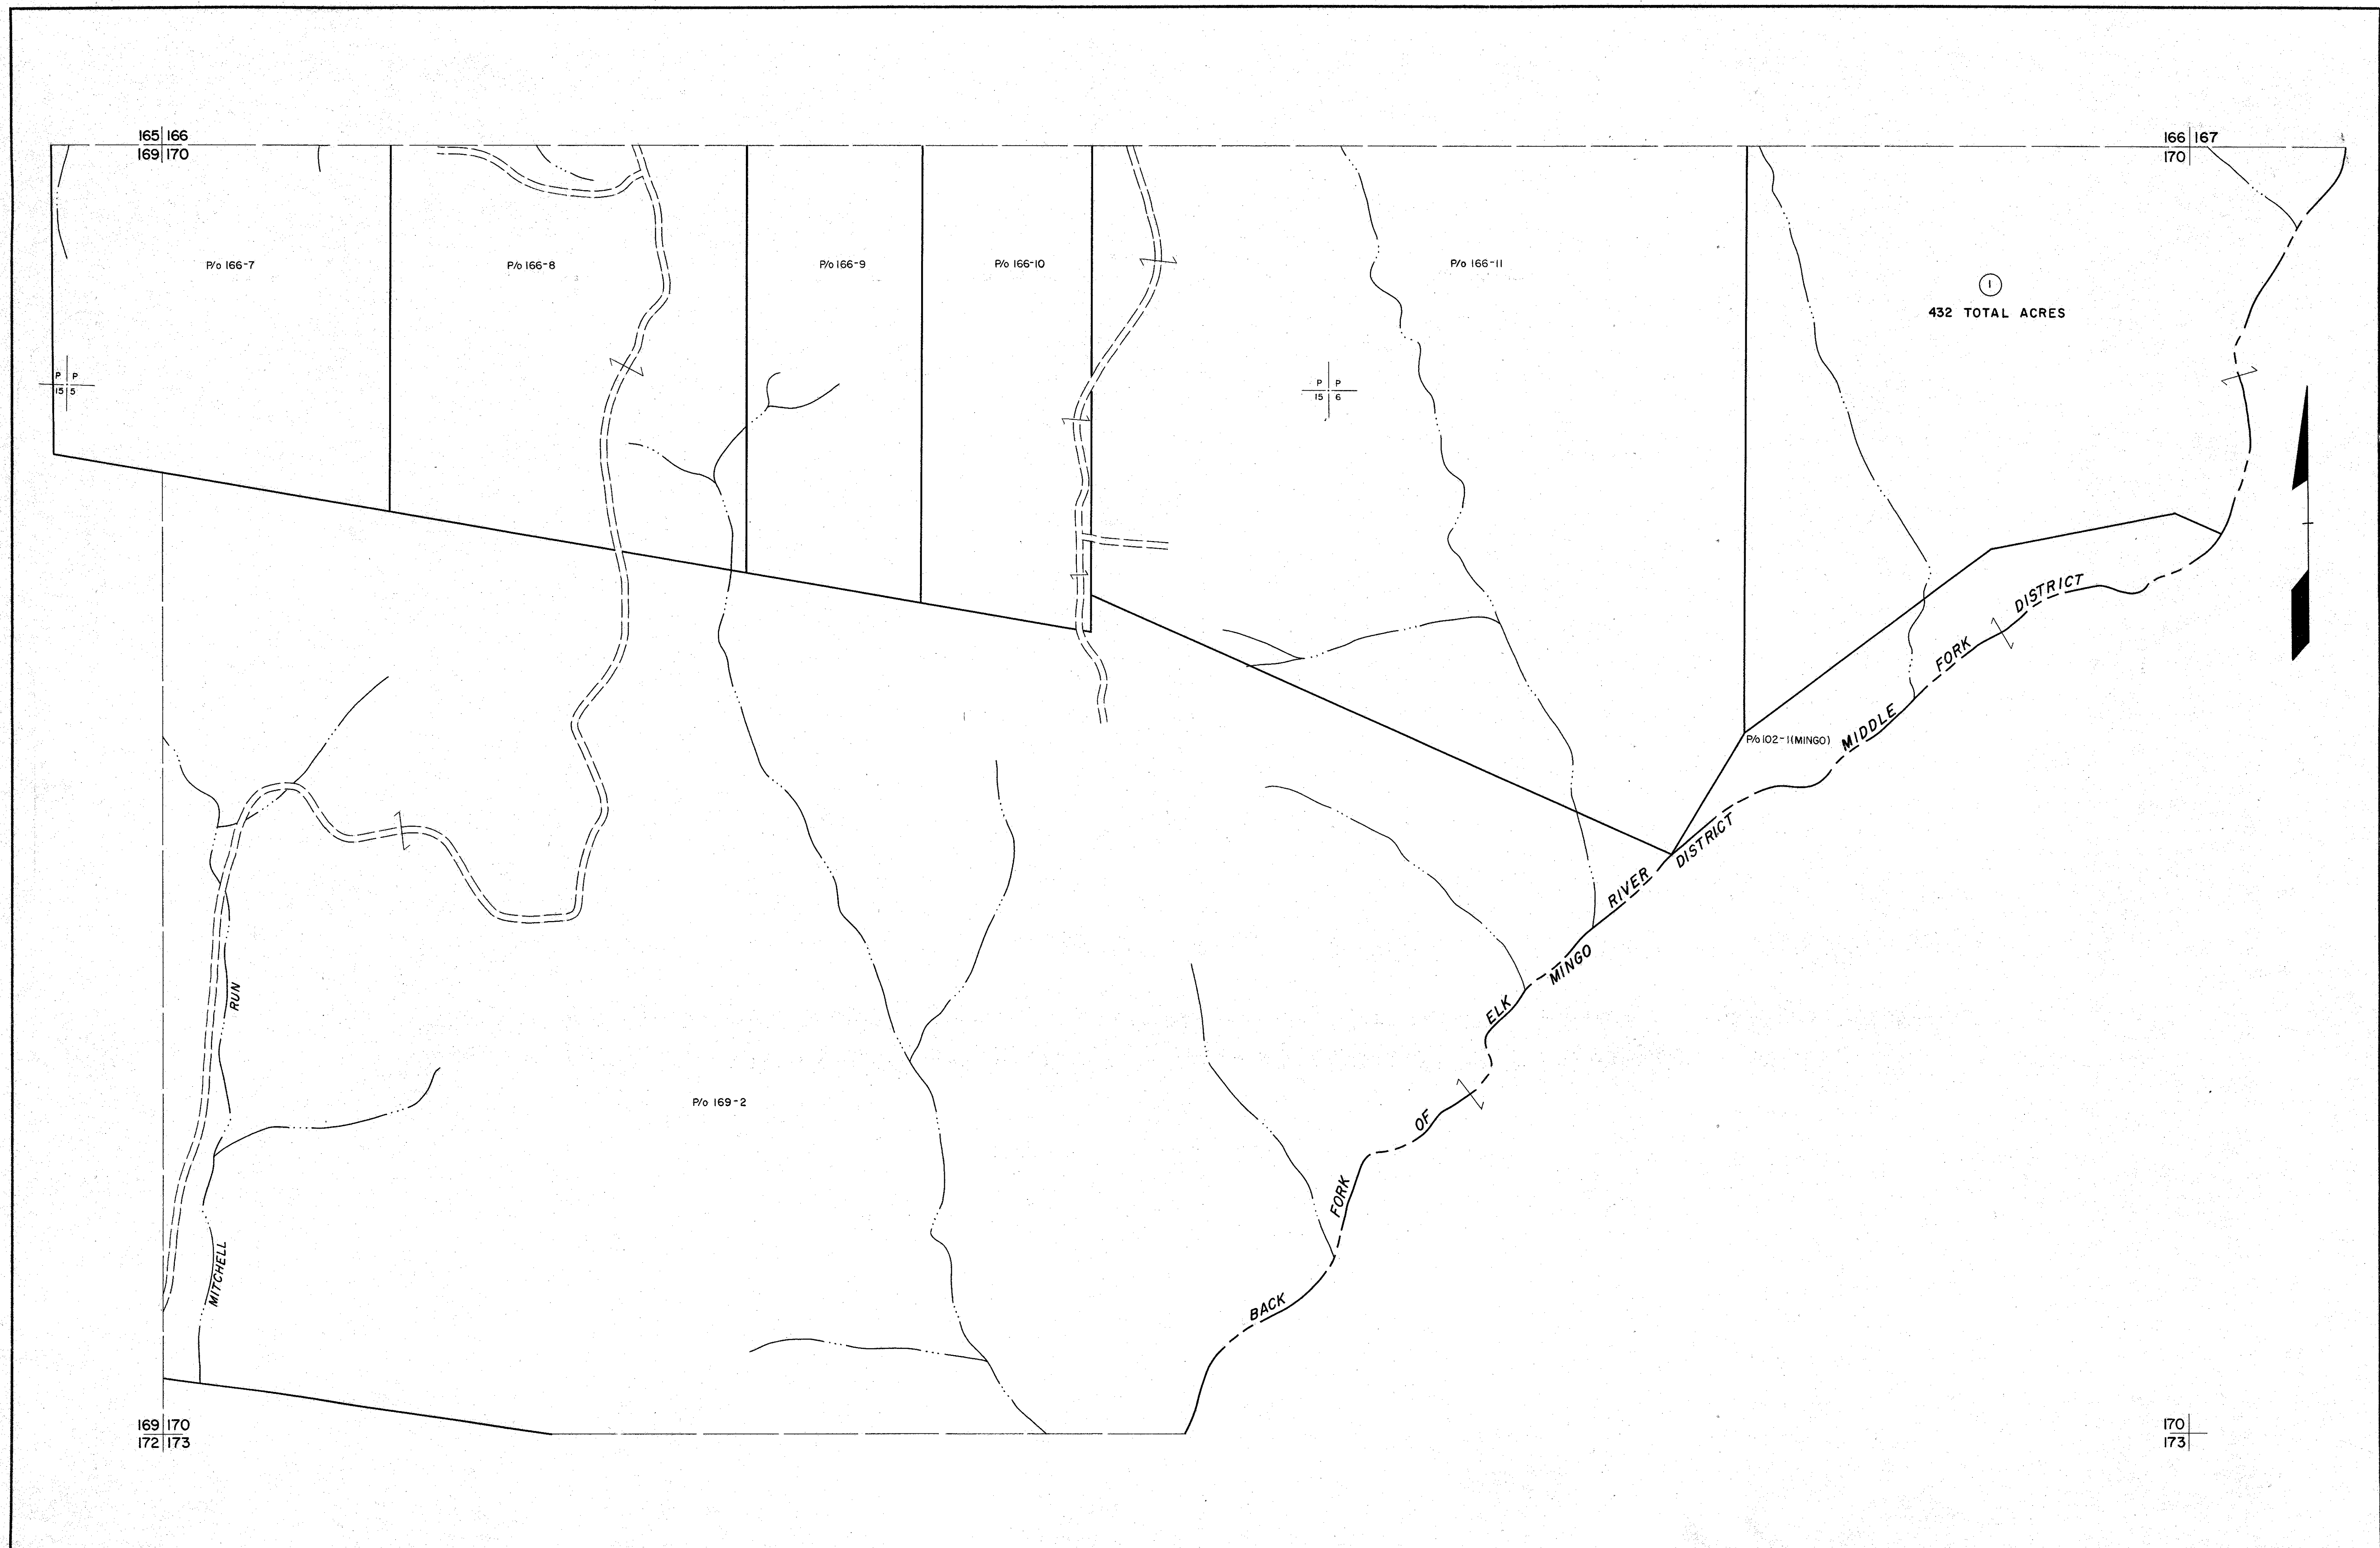 165 166
169 170
166 167
170
P/o 166-7
P/o 166-8
P/o 166-9
P/o 166-10
P/o 166-11
1
432 TOTAL ACRES
P P
15 5
P P
15 6
MIDDLE FORK DISTRICT
P/o 102-1(MINGO)
MINGO DISTRICT
BACK FORK OF ELK RIVER
MITCHELL RUN
P/o 169-2
169 170
172 173
170
173